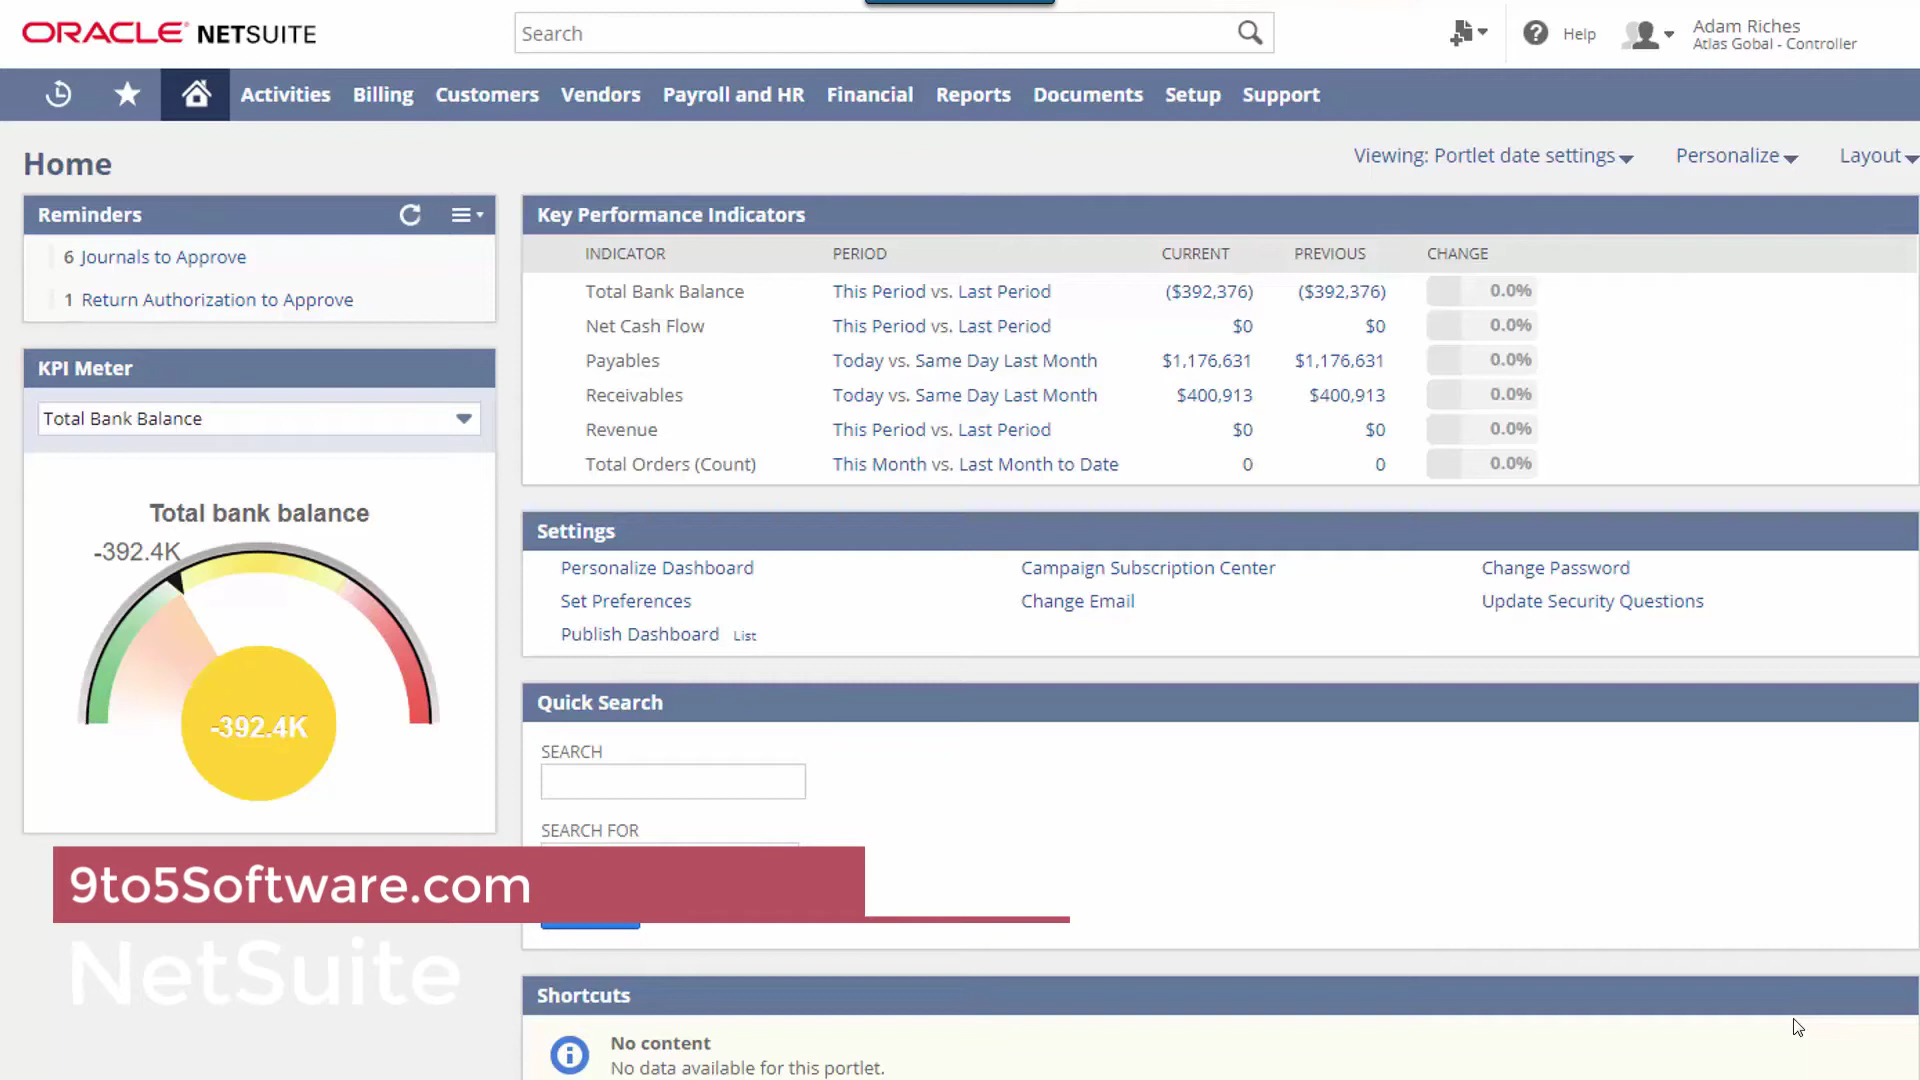 ORACLE NETSUITE
Search
Help
Adam Riches
Atlas Gobal - Controller
Activities Billing Customers Vendors Payroll and HR Financial Reports Documents Setup Support
Home
Viewing: Portlet date settings Personalize Layout
Reminders
6 Journals to Approve
1 Return Authorization to Approve
KPI Meter
Total Bank Balance
Total bank balance
-392.4K
-392.4K
Key Performance Indicators
INDICATOR PERIOD CURRENT PREVIOUS CHANGE
Total Bank Balance This Period vs. Last Period ($392,376) ($392,376) 0.0%
Net Cash Flow This Period vs. Last Period $0 $0 0.0%
Payables Today vs. Same Day Last Month $1,176,631 $1,176,631 0.0%
Receivables Today vs. Same Day Last Month $400,913 $400,913 0.0%
Revenue This Period vs. Last Period $0 $0 0.0%
Total Orders (Count) This Month vs. Last Month to Date 0 0 0.0%
Settings
Personalize Dashboard Campaign Subscription Center Change Password
Set Preferences Change Email Update Security Questions
Publish Dashboard List
Quick Search
SEARCH
SEARCH FOR
9to5Software.com
NetSuite
Shortcuts
No content
No data available for this portlet.